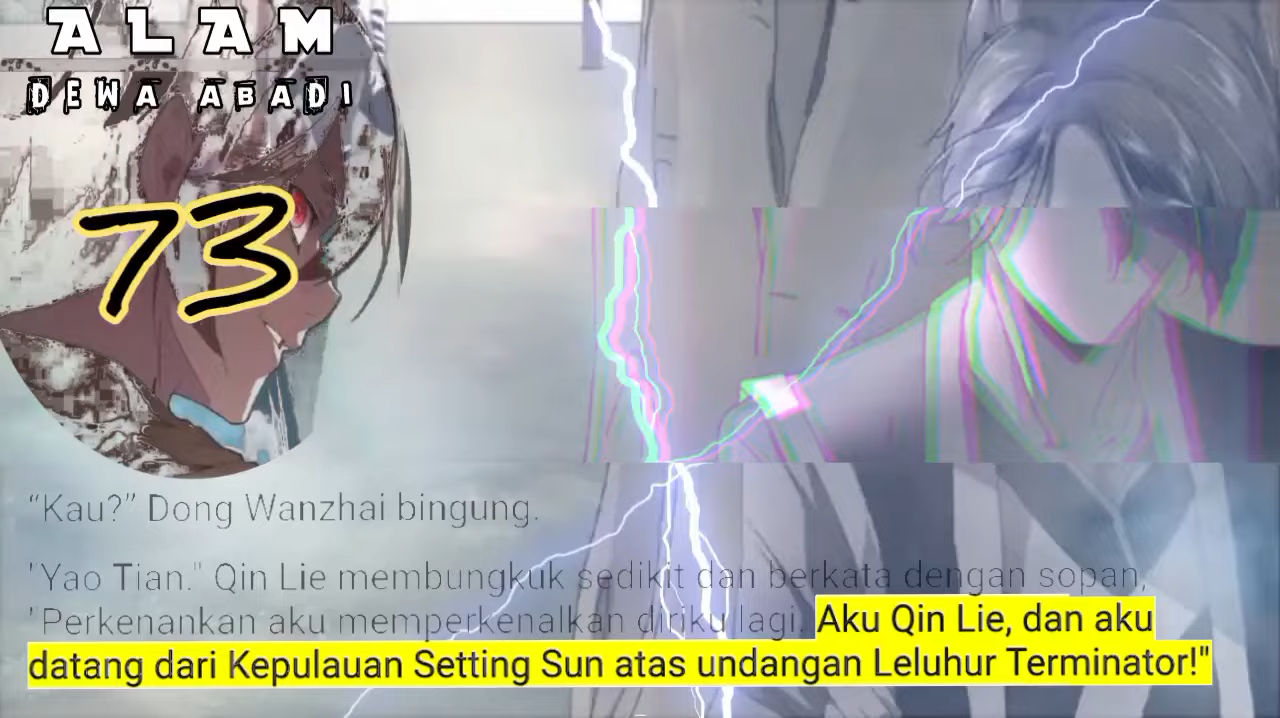 ALAM
DEWA ABADI
73
“Kau?” Dong Wanzhai bingung.
'Yao Tian." Qin Lie membungkuk sedikit dan berkata dengan sopan,
'Perkenankan aku memperkenalkan diriku lagi. Aku Qin Lie, dan aku
datang dari Kepulauan Setting Sun atas undangan Leluhur Terminator!"